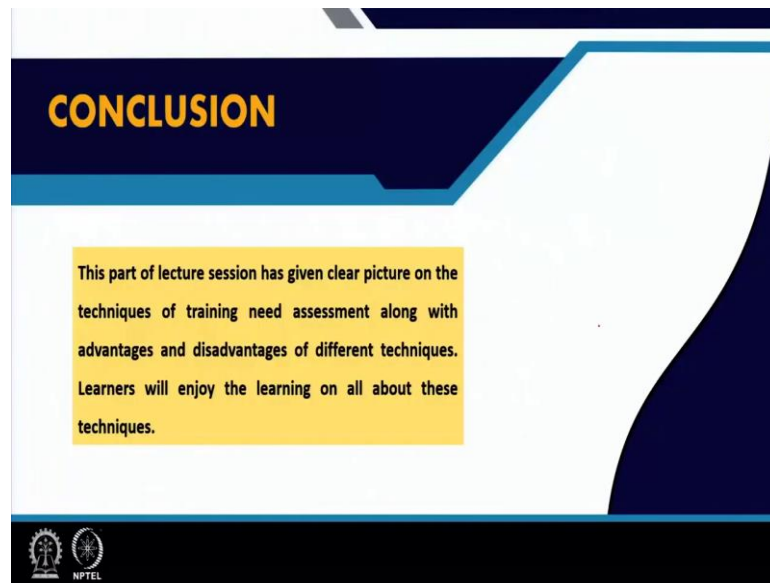 CONCLUSION
This part of lecture session has given clear picture on the
techniques of training need assessment along with
advantages and disadvantages of different techniques.
Learners will enjoy the learning on all about these
techniques.
NPTEL